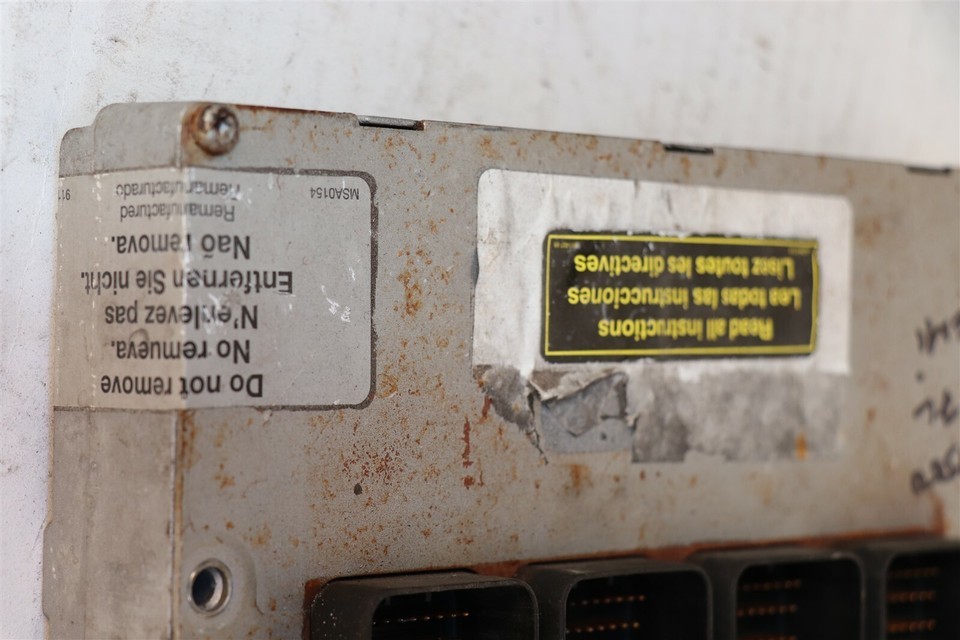 Do not remove
No remueva.
N'enlevez pas
Entfernen Sie nicht.
Não remova.
Remanufactured
Remanufacturado
MSA0154
Read all instructions
Lea todas las instrucciones
Lisez toutes les directives